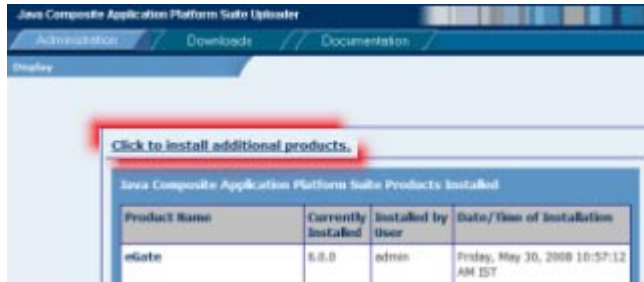 Java Composite Application Platform Suite Uploader
Administration Downloads Documentation
Display
Click to install additional products.
Java Composite Application Platform Suite Products Installed
Product Name Currently Installed by Date/Time of Installation
Installed User
eGate 6.0.0 admin Friday, May 30, 2008 10:57:12
AM IST